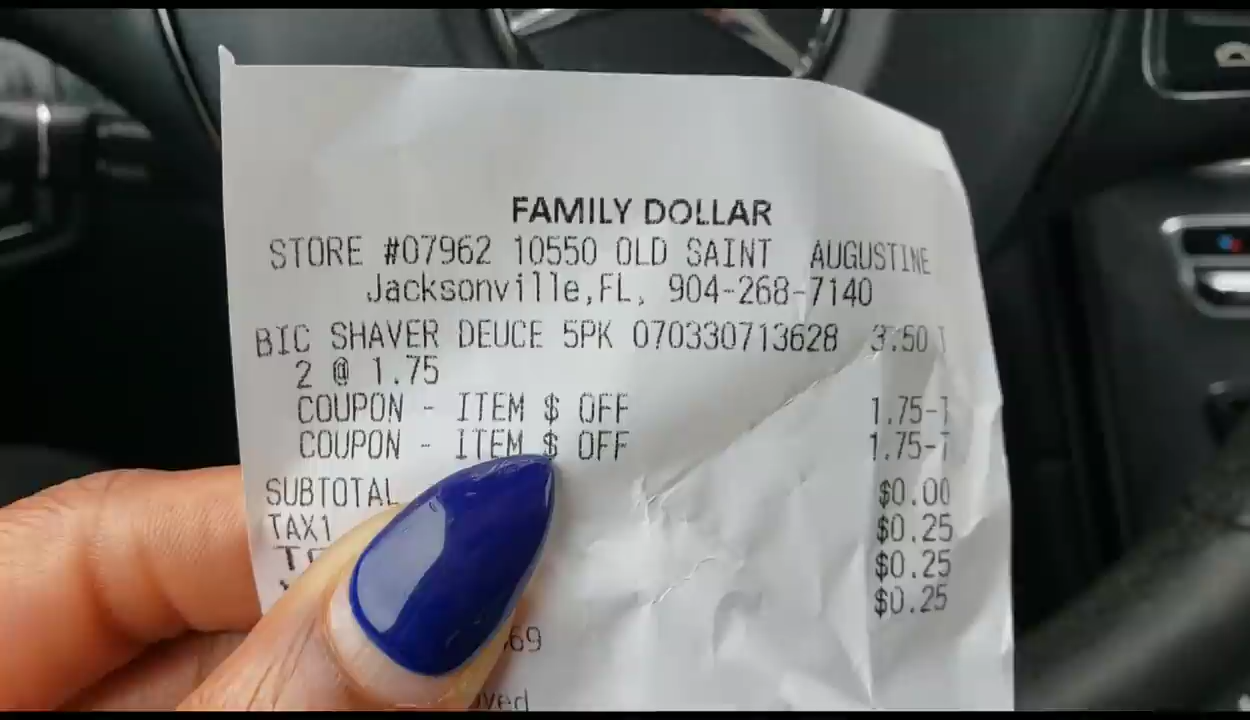 FAMILY DOLLAR
STORE #07962 10550 OLD SAINT AUGUSTINE
Jacksonville,FL, 904-268-7140
BIC SHAVER DEUCE 5PK 070330713628 3.50 T
2 @ 1.75
COUPON - ITEM $ OFF 1.75-T
COUPON - ITEM $ OFF 1.75-T
SUBTOTAL $0.00
TAX1 $0.25
$0.25
$0.25